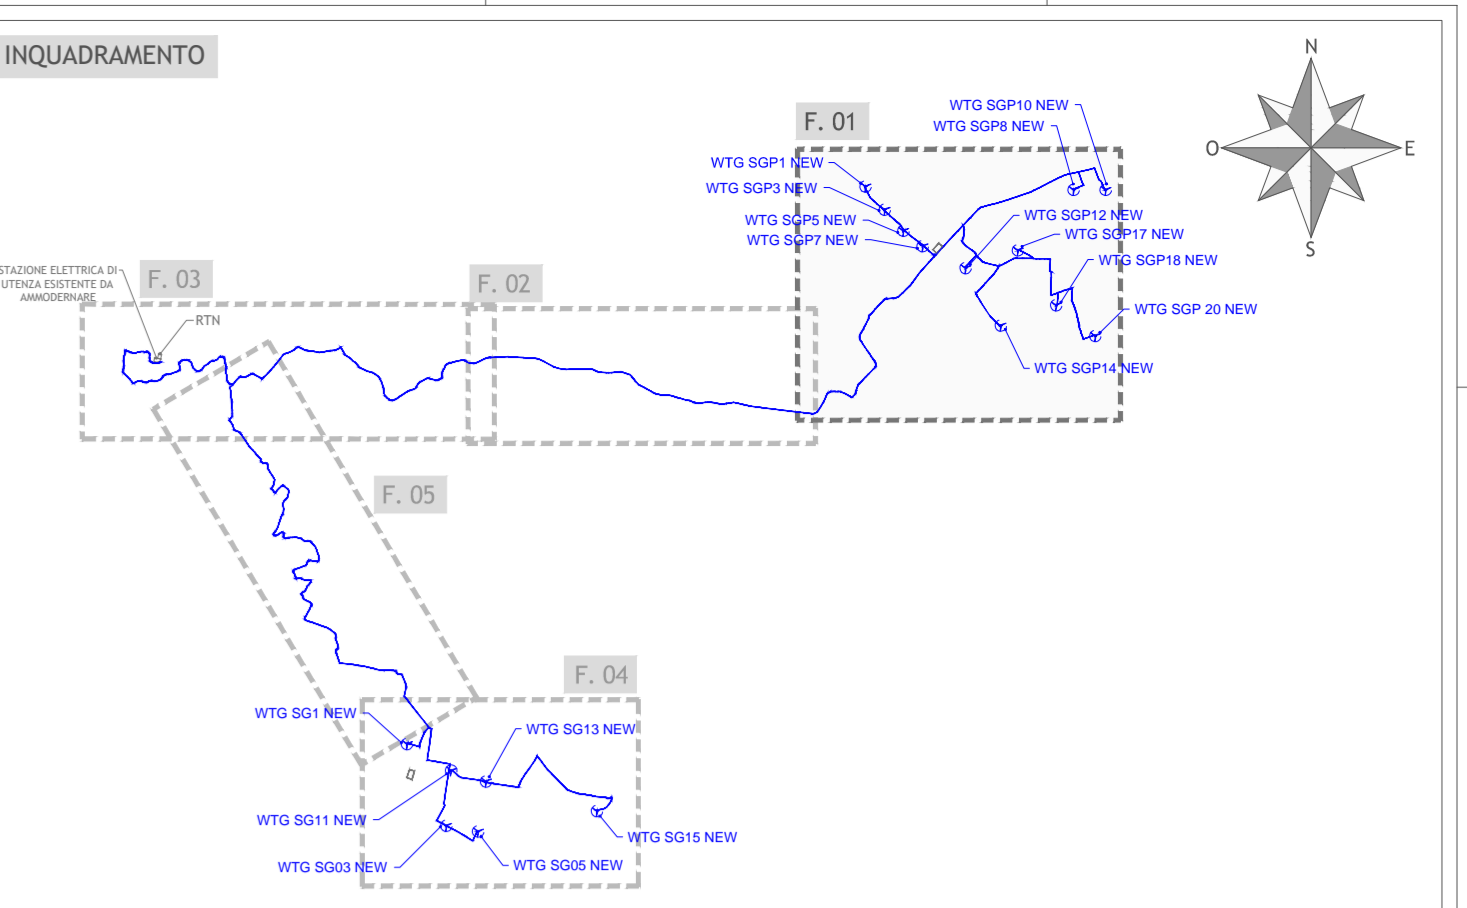 INQUADRAMENTO
N
O
E
S
F. 01
WTG SGP10 NEW
WTG SGP8 NEW
WTG SGP1 NEW
WTG SGP3 NEW
WTG SGP5 NEW
WTG SGP7 NEW
WTG SGP12 NEW
WTG SGP17 NEW
WTG SGP18 NEW
WTG SGP 20 NEW
WTG SGP14 NEW
STAZIONE ELETTRICA DI
UTENZA ESISTENTE DA
AMMODERNARE
F. 03
RTN
F. 02
F. 05
F. 04
WTG SG1 NEW
WTG SG13 NEW
WTG SG11 NEW
WTG SG15 NEW
WTG SG03 NEW
WTG SG05 NEW